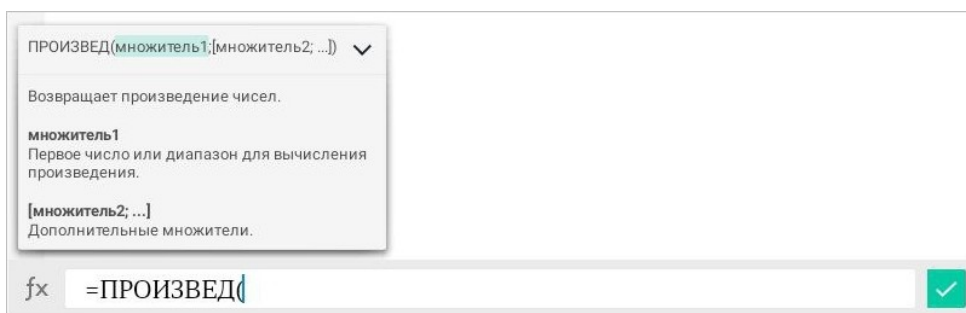 ПРОИЗВЕД(множитель1;[множитель2; ...])
Возвращает произведение чисел.
множитель1
Первое число или диапазон для вычисления
произведения.
[множитель2; ...]
Дополнительные множители.
fx =ПРОИЗВЕД(